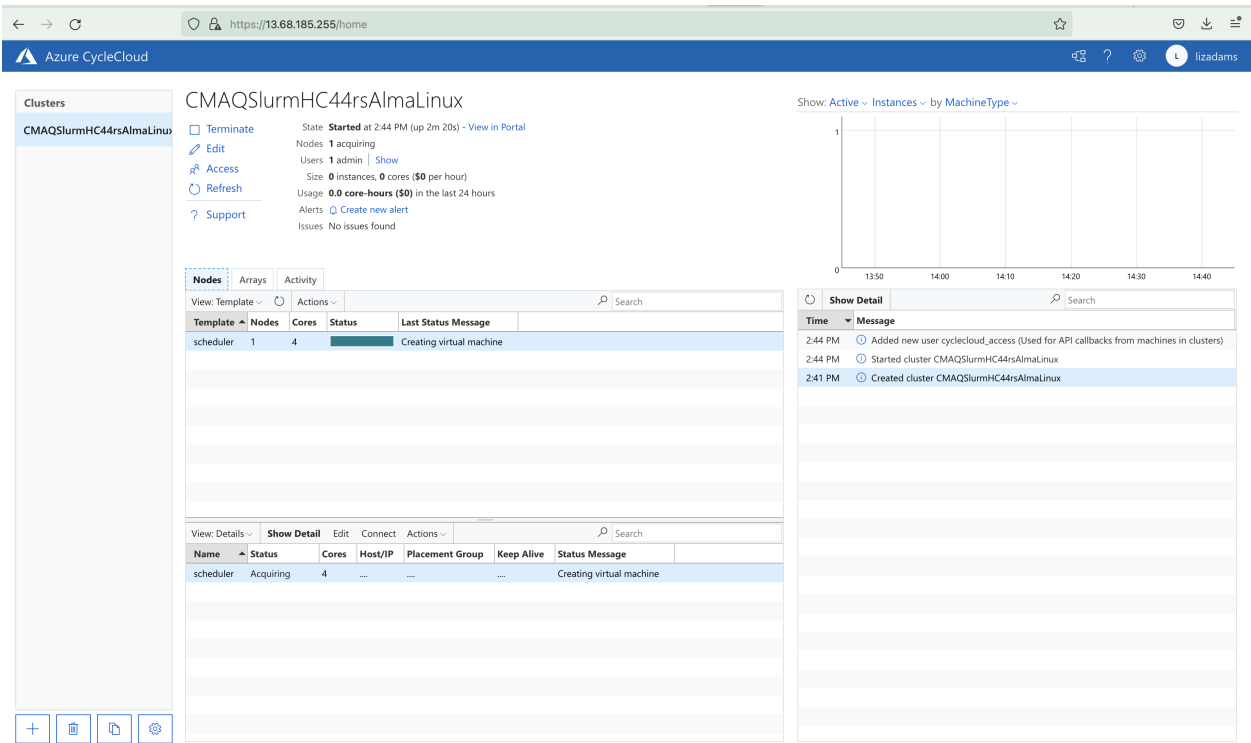 https://13.68.185.255/home
Azure CycleCloud
? L lizadams
Clusters
CMAQSlurmHC44rsAlmaLinux
CMAQSlurmHC44rsAlmaLinux
Terminate
Edit
Access
Refresh
? Support
State Started at 2:44 PM (up 2m 20s) - View in Portal
Nodes 1 acquiring
Users 1 admin | Show
Size 0 instances, 0 cores ($0 per hour)
Usage 0.0 core-hours ($0) in the last 24 hours
Alerts Create new alert
Issues No issues found
Show: Active Instances by MachineType
1
0
13:50 14:00 14:10 14:20 14:30 14:40
Nodes Arrays Activity
View: Template Actions Search
Template Nodes Cores Status Last Status Message
scheduler 1 4 Creating virtual machine
Show Detail Search
Time Message
2:44 PM Added new user cyclecloud_access (Used for API callbacks from machines in clusters)
2:44 PM Started cluster CMAQSlurmHC44rsAlmaLinux
2:41 PM Created cluster CMAQSlurmHC44rsAlmaLinux
View: Details Show Detail Edit Connect Actions Search
Name Status Cores Host/IP Placement Group Keep Alive Status Message
scheduler Acquiring 4 .... .... .... Creating virtual machine